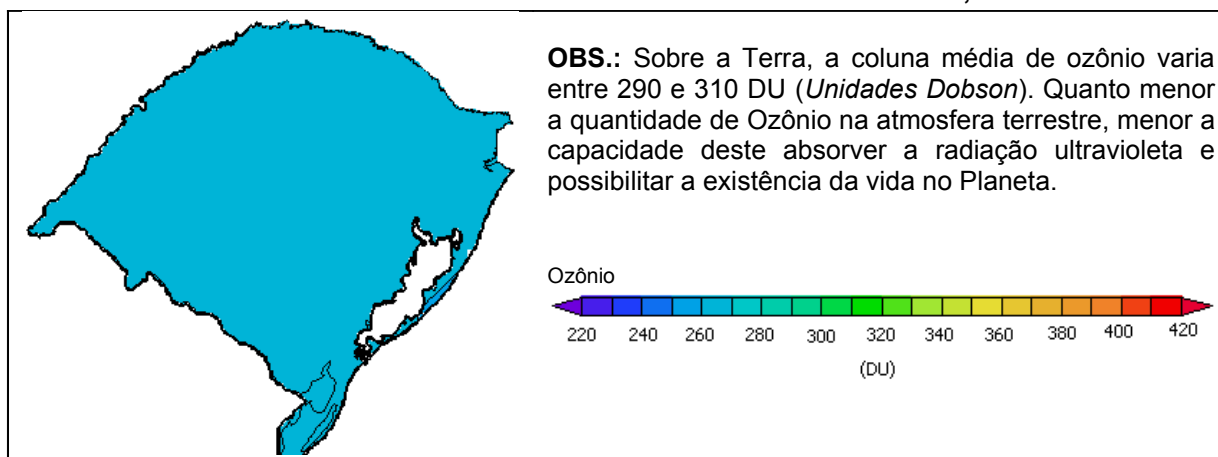 OBS.: Sobre a Terra, a coluna média de ozônio varia
entre 290 e 310 DU (Unidades Dobson). Quanto menor
a quantidade de Ozônio na atmosfera terrestre, menor a
capacidade deste absorver a radiação ultravioleta e
possibilitar a existência da vida no Planeta.
Ozônio
220 240 260 280 300 320 340 360 380 400 420
(DU)